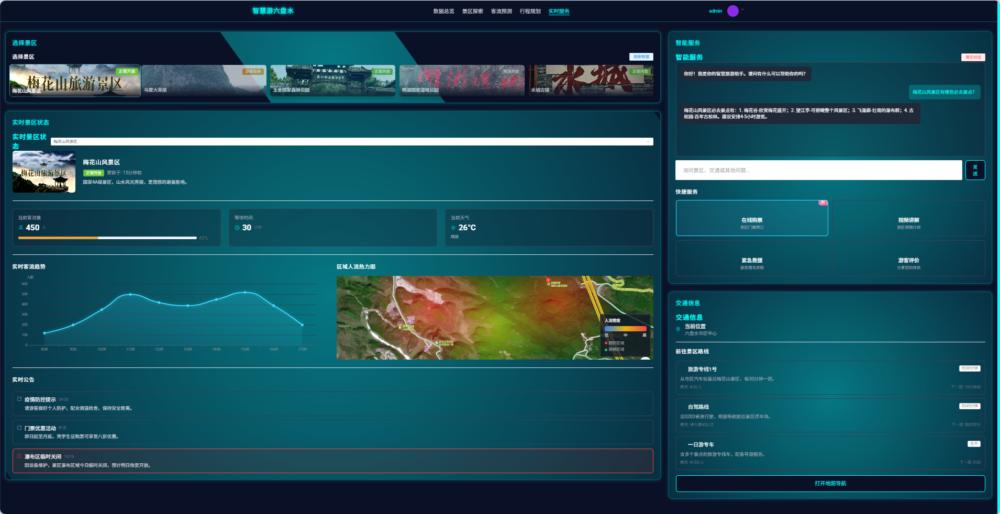 智慧游六盘水
数据总览 景区探索 客流预测 行程规划 实时服务
admin
选择景区
选择景区
刷新数据
梅花山旅游景区
正常开放
梅花山风景区
游客较多
乌蒙大草原
正常开放
玉舍国家森林公园
限流开放
明湖国家湿地公园
正常开放
水城
水城古镇
实时景区状态
实时景区状
态
梅花山风景区
梅花山旅游景区
梅花山风景区
正常开放 更新于: 15分钟前
国家4A级景区，山水风光秀丽，是理想的避暑胜地。
当前客流量
450 人
45%
等待时间
30 分钟
当前天气
26°C
晴朗
实时客流趋势
人数
600
500
400
300
200
100
0
8:00 9:00 10:00 11:00 12:00 13:00 14:00 15:00 16:00 17:00
区域人流热力图
人流密度
低 中 高
拥挤区域
通畅区域
实时公告
疫情防控提示 09:30
请游客做好个人防护，配合测温检查，保持安全距离。
门票优惠活动 昨天
即日起至月底，凭学生证购票可享受八折优惠。
瀑布区临时关闭 10:15
因设备维护，景区瀑布区域今日临时关闭，预计明日恢复开放。
智能服务
智能服务
清空对话
你好！我是你的智慧旅游助手。请问有什么可以帮助你的吗?
梅花山风景区有哪些必去景点?
梅花山风景区必去景点有：1. 梅花谷-欣赏梅花盛开；2. 望江亭-可俯瞰整个风景区；3. 飞瀑廊-壮观的瀑布群；4. 古
松园-百年古松林。建议安排4-5小时游览。
询问景区、交通或其他问题...
发
送
快捷服务
热门
在线购票
景区门票预订
视频讲解
景区视频介绍
紧急救援
紧急情况求助
游客评价
分享您的体验
交通信息
交通信息
当前位置
六盘水市区中心
前往景区路线
旅游专线1号
约30分钟
从市区汽车站直达梅花山景区，每30分钟一班。
费用: ¥10/人
下一班: 10分钟后
自驾路线
约45分钟
沿S203省道行驶，根据导航前往景区停车场。
费用: 停车费¥20/次
下一班: 随时可行
一日游专车
全天
含多个景点的旅游专线车，配备导游服务。
费用: ¥150/人
下一班: 9:00
打开地图导航